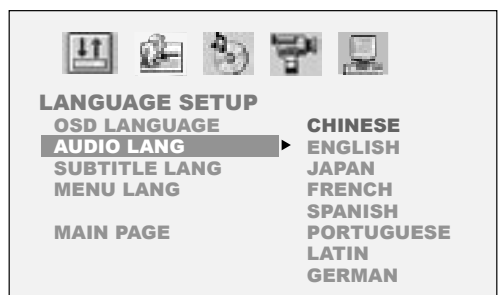 LANGUAGE SETUP
OSD LANGUAGE
AUDIO LANG
SUBTITLE LANG
MENU LANG
MAIN PAGE
CHINESE
ENGLISH
JAPAN
FRENCH
SPANISH
PORTUGUESE
LATIN
GERMAN